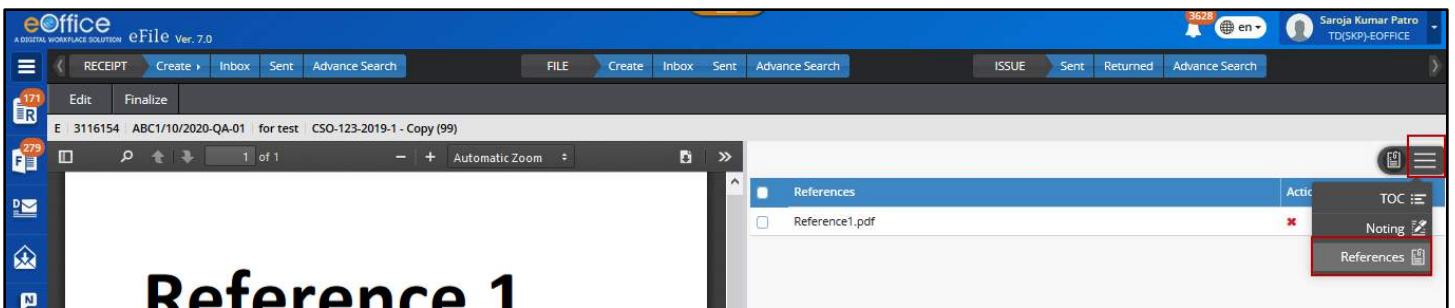 eOffice
A DIGITAL WORKPLACE SOLUTION eFile Ver. 7.0
3628
en
Saroja Kumar Patro
TD(SKP)-EOFFICE
RECEIPT Create Inbox Sent Advance Search FILE Create Inbox Sent Advance Search ISSUE Sent Returned Advance Search
171
R
Edit Finalize
E 3116154 ABC1/10/2020-QA-01 for test CSO-123-2019-1 - Copy (99)
279
F
1 of 1 Automatic Zoom
References Actio
TOC
D
Reference1.pdf
Noting
References
N
Reference 1